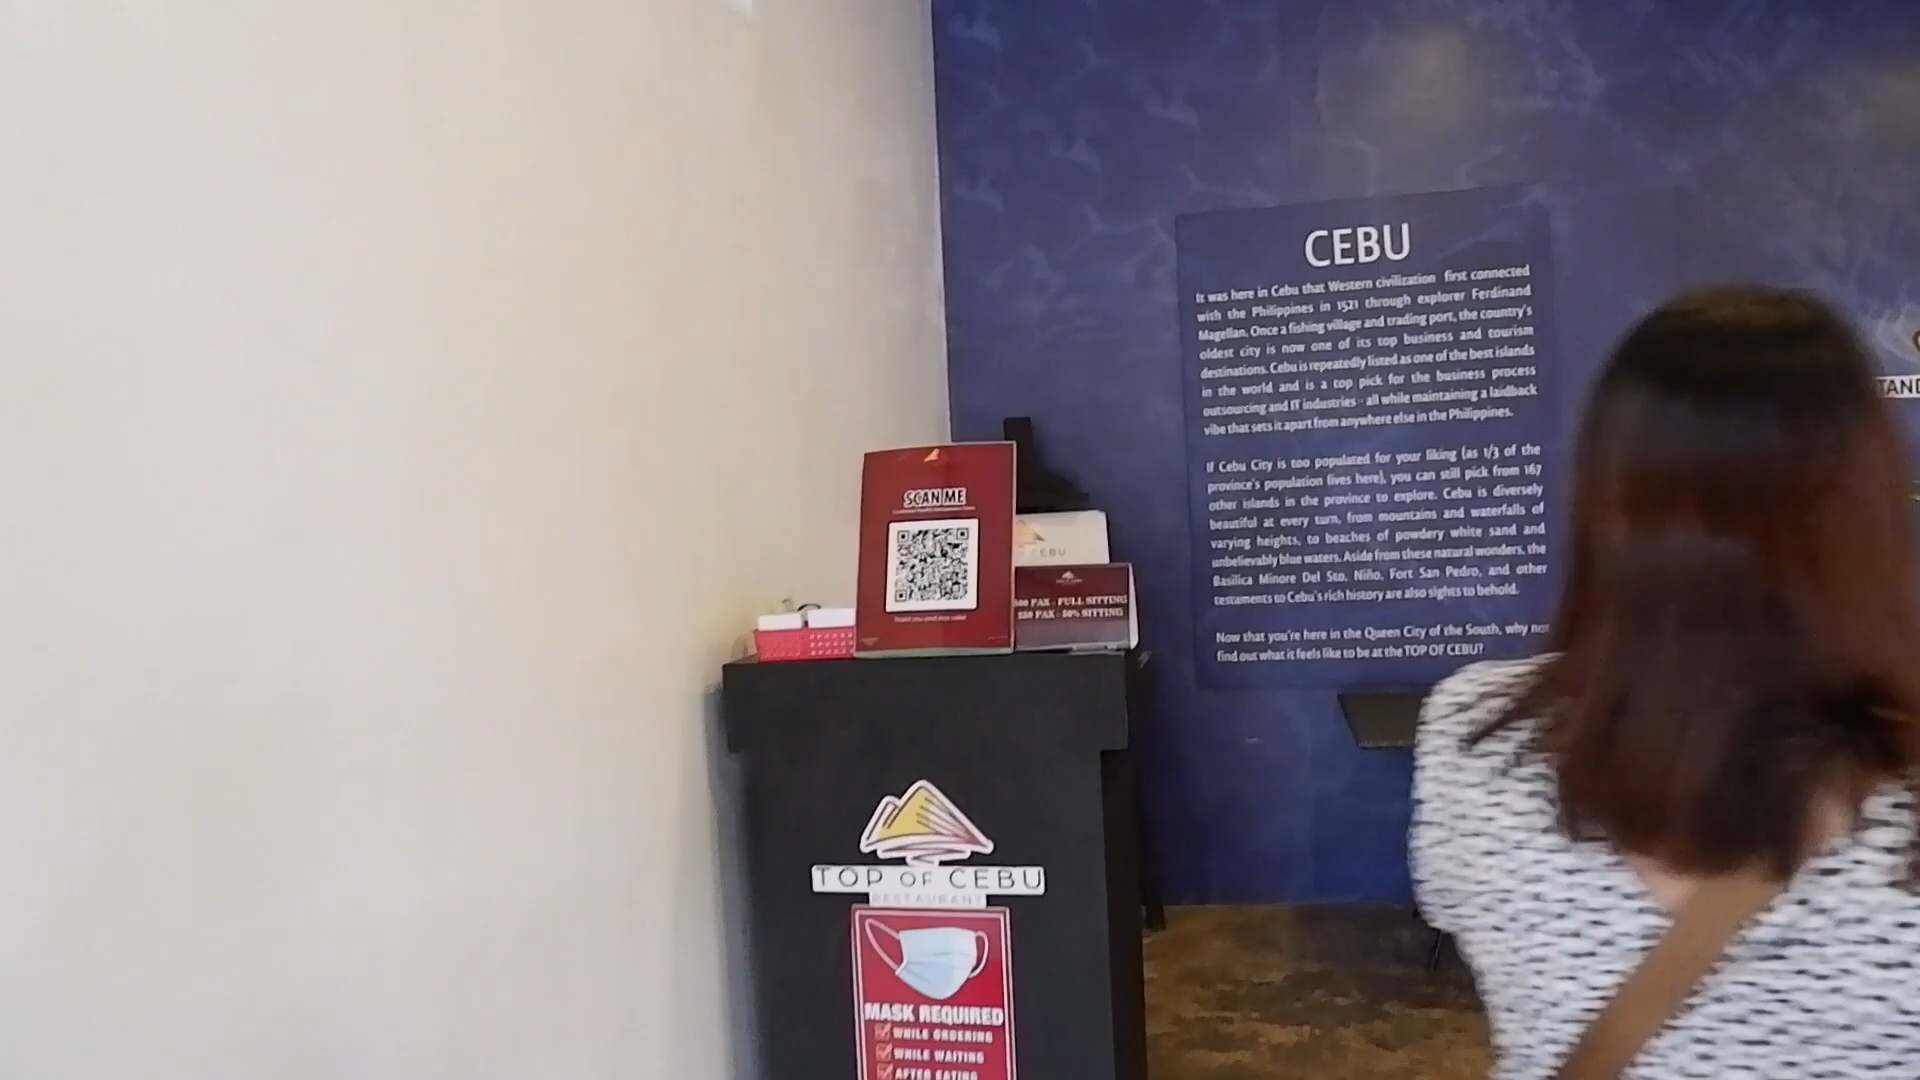 CEBU
It was here in Cebu that Western civilization first connected
with the Philippines in 1521 through explorer Ferdinand
Magellan. Once a fishing village and trading port, the country's
oldest city is now one of its top business and tourism
destinations. Cebu is repeatedly listed as one of the best islands
in the world and is a top pick for the business process
outsourcing and IT industries - all while maintaining a laidback
vibe that sets it apart from anywhere else in the Philippines.
If Cebu City is too populated for your liking (as 1/3 of the
province's population lives here), you can still pick from 167
other islands in the province to explore. Cebu is diversely
beautiful at every turn, from mountains and waterfalls of
varying heights, to beaches of powdery white sand and
unbelievably blue waters. Aside from these natural wonders, the
Basilica Minore Del Sto. Niño, Fort San Pedro, and other
testaments to Cebu's rich history are also sights to behold.
Now that you're here in the Queen City of the South, why not
find out what it feels like to be at the TOP OF CEBU?
TAND
SCAN ME
CEBU
500 PAX - FULL SITTING
250 PAX - 50% SITTING
TOP OF CEBU
RESTAURANT
MASK REQUIRED
WHILE ORDERING
WHILE WAITING
AFTER EATING